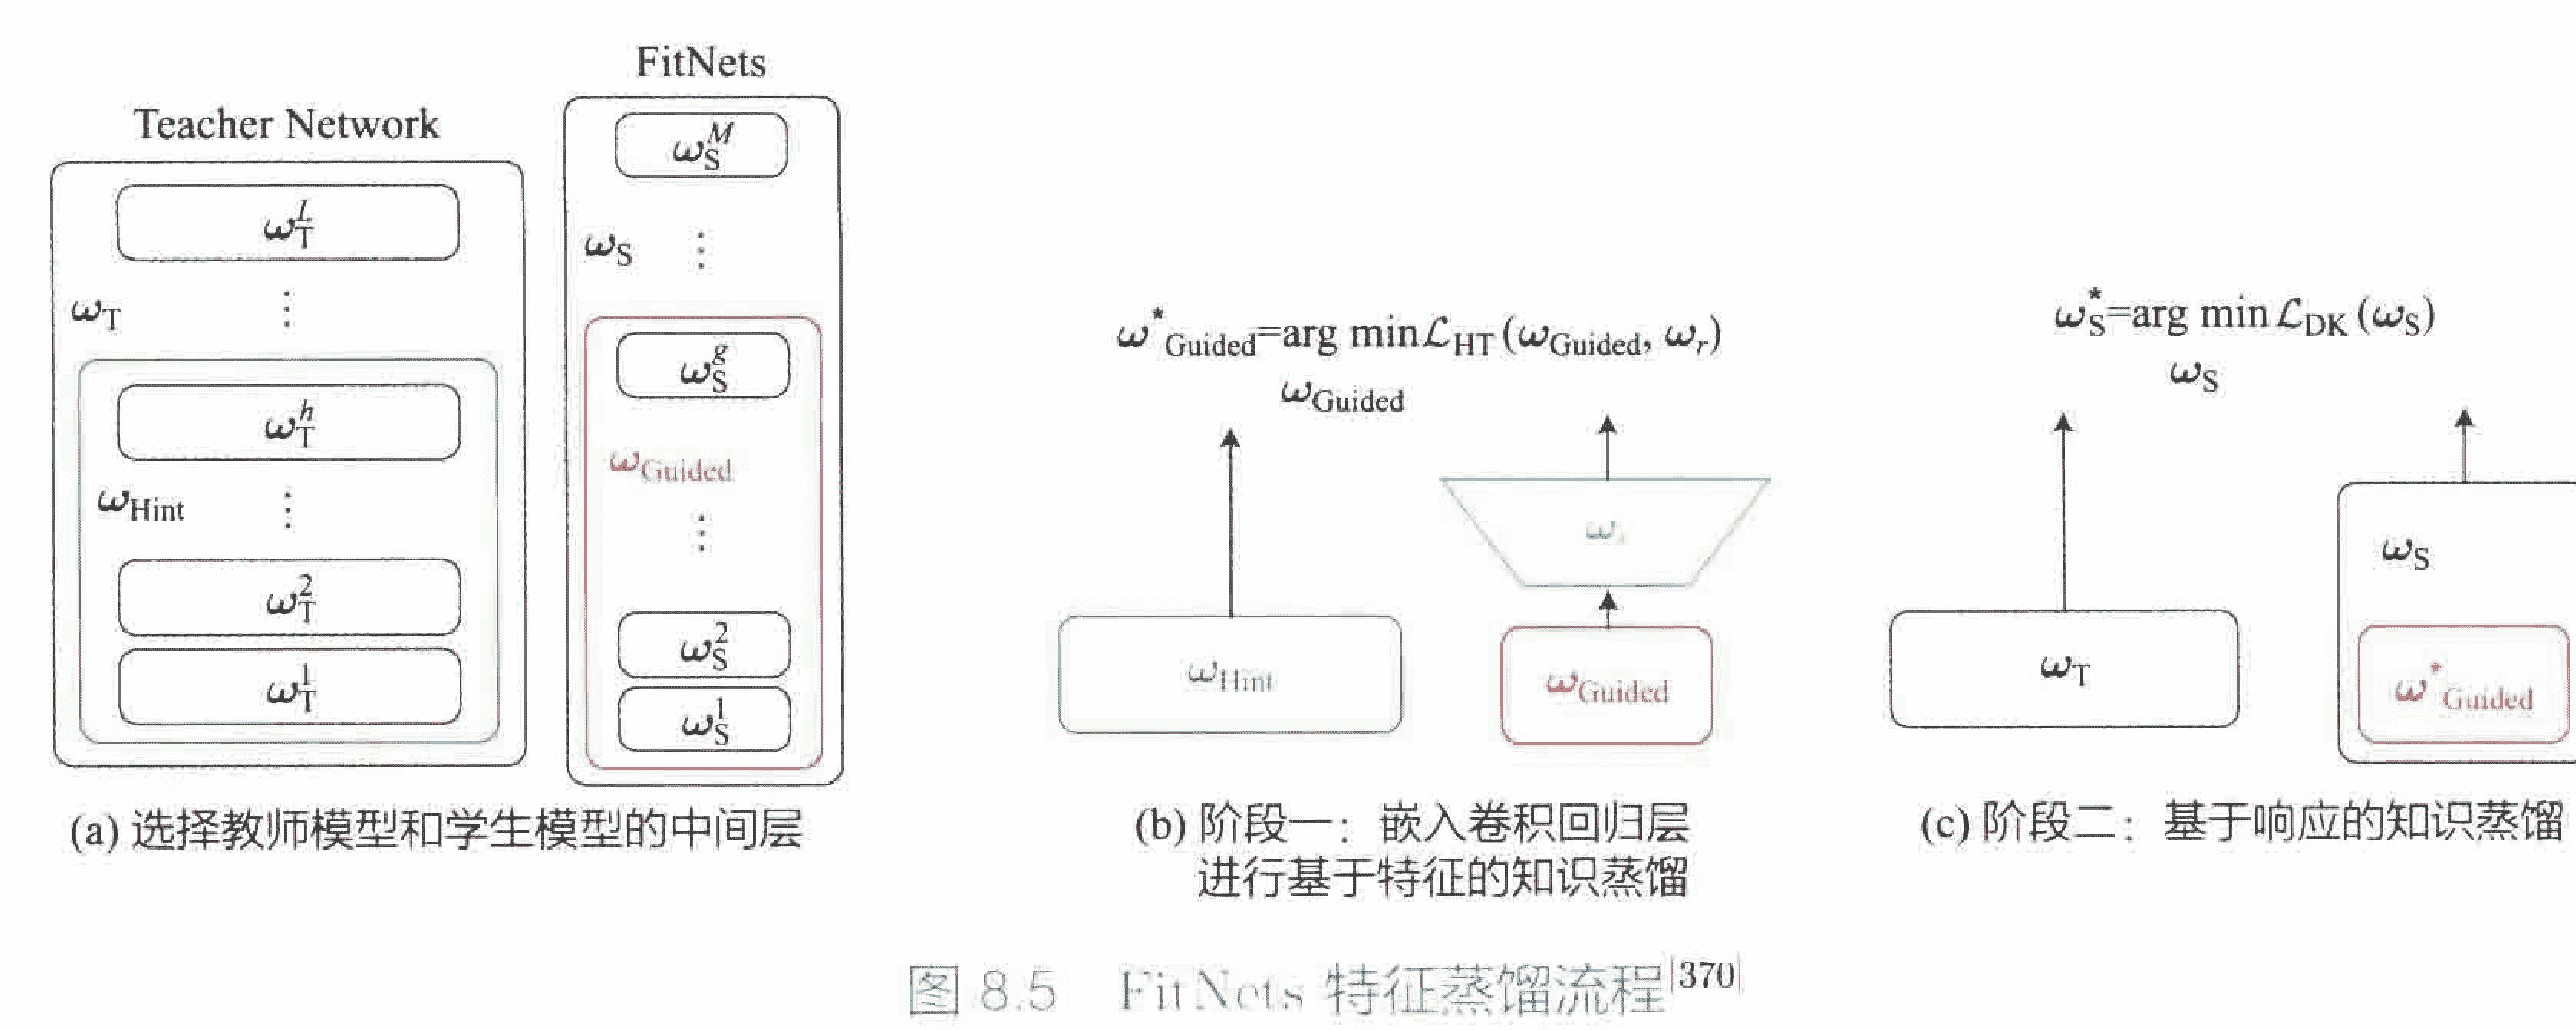 Teacher Network
ω_T^L
ω_T
⋮
ω_T^h
ω_Hint
⋮
ω_T^2
ω_T^1
FitNets
ω_S^M
ω_S
⋮
ω_S^g
ω_Guided
⋮
ω_S^2
ω_S^1
(a) 选择教师模型和学生模型的中间层
ω*_Guided=arg min ℒ_HT (ω_Guided, ω_r)
ω_Guided
ω_Hint
ω_Guided
(b) 阶段一：嵌入卷积回归层
进行基于特征的知识蒸馏
ω_S^*=arg min ℒ_DK (ω_S)
ω_S
ω_T
ω_S
ω*_Guided
(c) 阶段二：基于响应的知识蒸馏
图 8.5 FitNets 特征蒸馏流程[370]